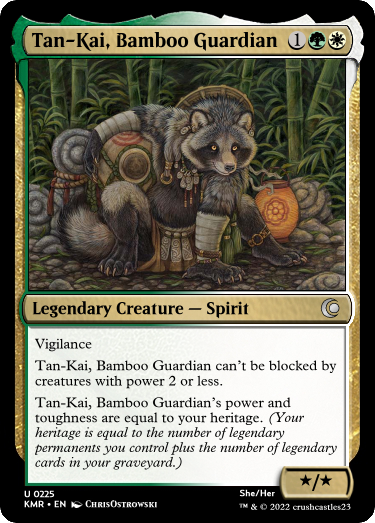 Tan-Kai, Bamboo Guardian 1
Legendary Creature — Spirit
Vigilance
Tan-Kai, Bamboo Guardian can't be blocked by
creatures with power 2 or less.
Tan-Kai, Bamboo Guardian's power and
toughness are equal to your heritage. (Your
heritage is equal to the number of legendary
permanents you control plus the number of legendary
cards in your graveyard.)
★/★
U 0225
KMR • EN ChrisOstrowski
She/Her
™ & © 2022 crushcastles23